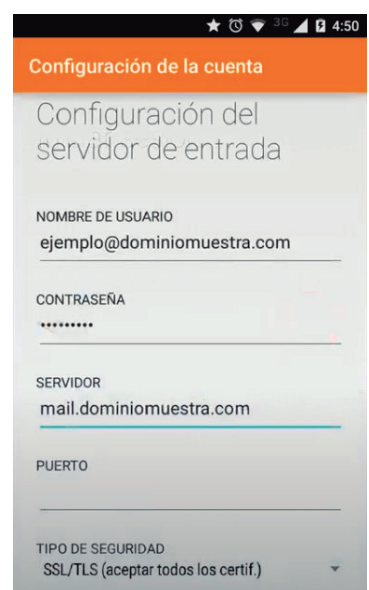 3G 4:50
Configuración de la cuenta
Configuración del
servidor de entrada
NOMBRE DE USUARIO
ejemplo@dominiomuestra.com
CONTRASEÑA
•••••••••
SERVIDOR
mail.dominiomuestra.com
PUERTO
TIPO DE SEGURIDAD
SSL/TLS (aceptar todos los certif.)